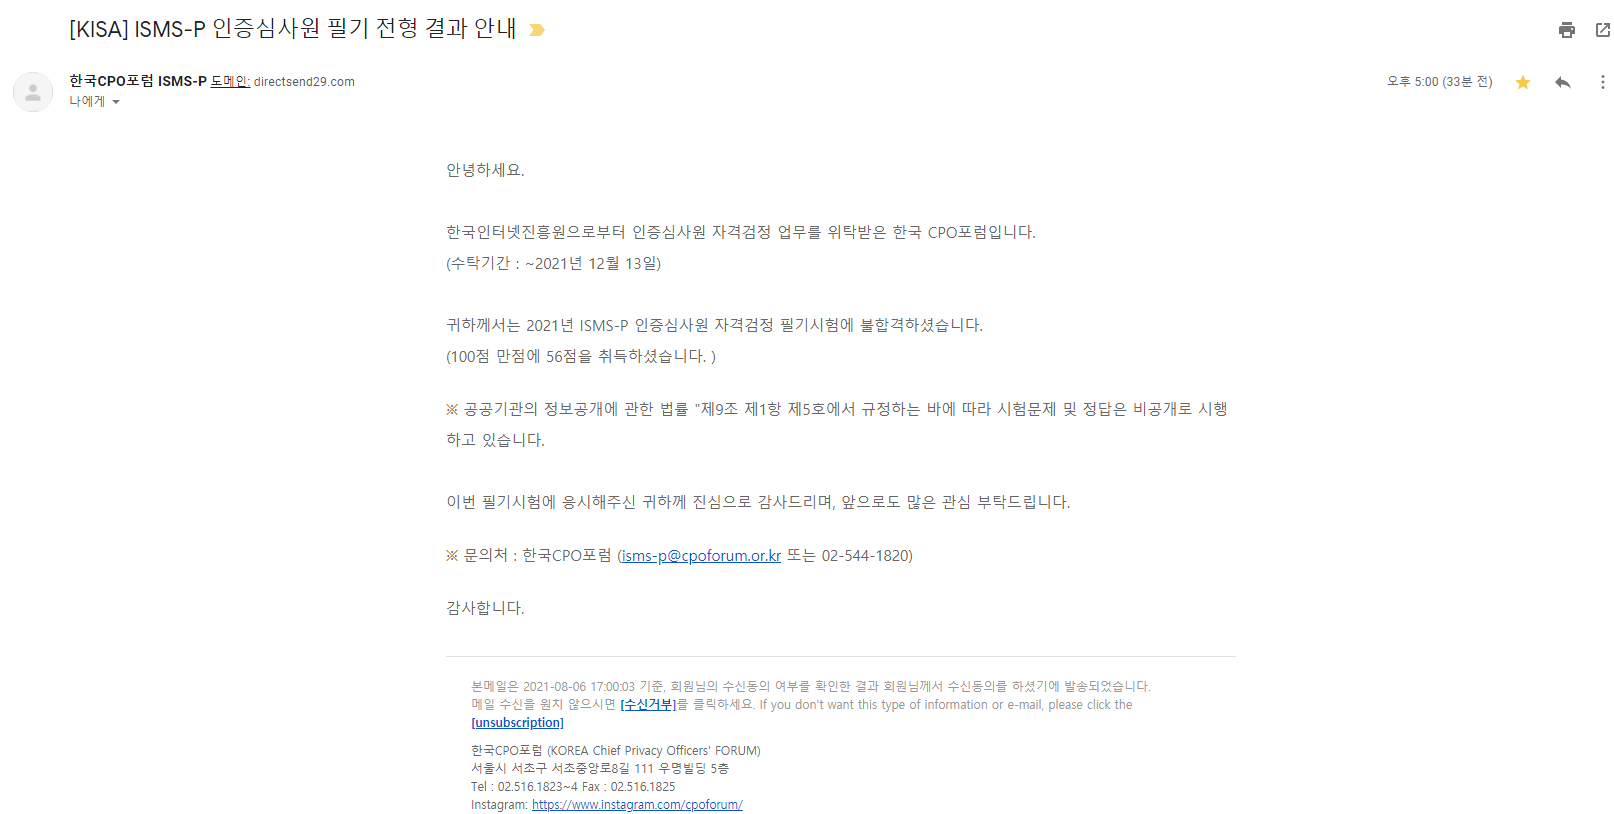 [KISA] ISMS-P 인증심사원 필기 전형 결과 안내
한국CPO포럼 ISMS-P 도메인: directsend29.com
오후 5:00 (33분 전)
나에게
안녕하세요.
한국인터넷진흥원으로부터 인증심사원 자격검정 업무를 위탁받은 한국 CPO포럼입니다.
(수탁기간 : ~2021년 12월 13일)
귀하께서는 2021년 ISMS-P 인증심사원 자격검정 필기시험에 불합격하셨습니다.
(100점 만점에 56점을 취득하셨습니다. )
※ 공공기관의 정보공개에 관한 법률 "제9조 제1항 제5호에서 규정하는 바에 따라 시험문제 및 정답은 비공개로 시행
하고 있습니다.
이번 필기시험에 응시해주신 귀하께 진심으로 감사드리며, 앞으로도 많은 관심 부탁드립니다.
※ 문의처 : 한국CPO포럼 (isms-p@cpoforum.or.kr 또는 02-544-1820)
감사합니다.
본메일은 2021-08-06 17:00:03 기준, 회원님의 수신동의 여부를 확인한 결과 회원님께서 수신동의를 하셨기에 발송되었습니다.
메일 수신을 원치 않으시면 [수신거부]를 클릭하세요. If you don't want this type of information or e-mail, please click the
[unsubscription]
한국CPO포럼 (KOREA Chief Privacy Officers' FORUM)
서울시 서초구 서초중앙로8길 111 우명빌딩 5층
Tel : 02.516.1823~4 Fax : 02.516.1825
Instagram: https://www.instagram.com/cpoforum/